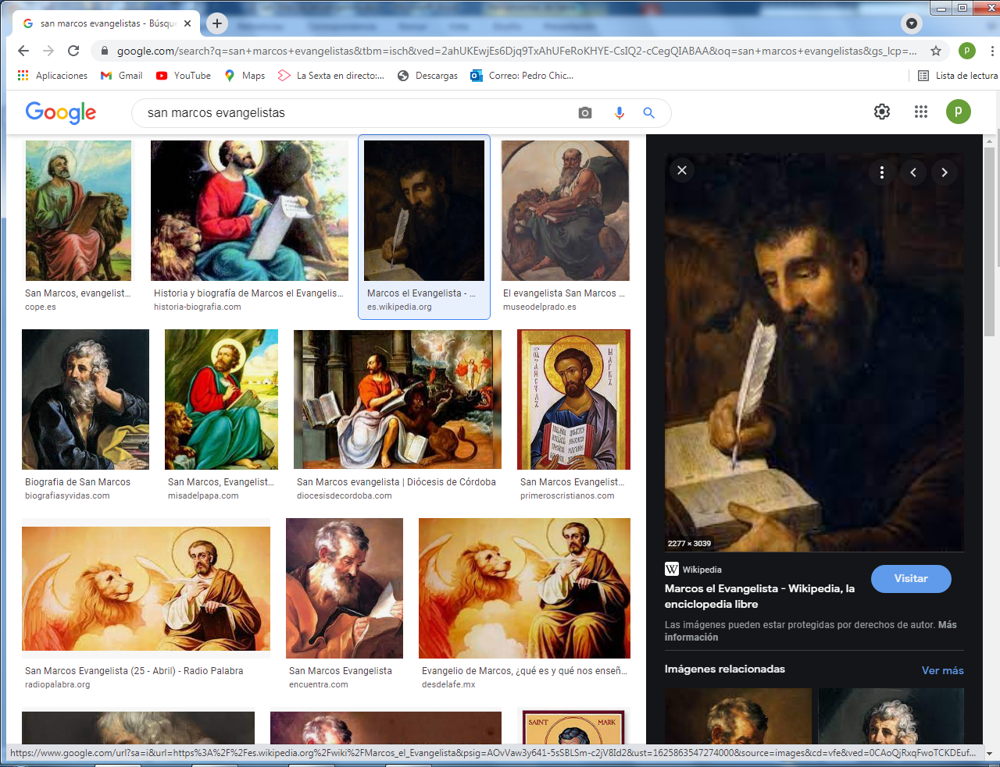 san marcos evangelistas - Búsqu
google.com/search?q=san+marcos+evangelistas&tbm=isch&ved=2ahUKEwjEs6Djq9TxAhUFeRoKHYE-CsIQ2-cCegQIABAA&oq=san+marcos+evangelistas&gs_lcp=...
Aplicaciones
Gmail
YouTube
Maps
La Sexta en directo:...
Descargas
Correo: Pedro Chic...
Lista de lectura
Google
san marcos evangelistas
p
San Marcos, evangelist...
cope.es
Historia y biografía de Marcos el Evangelis...
historia-biografia.com
Marcos el Evangelista - ...
es.wikipedia.org
El evangelista San Marcos ...
museodelprado.es
Biografia de San Marcos
biografiasyvidas.com
San Marcos, Evangelist...
misadelpapa.com
San Marcos evangelista | Diócesis de Córdoba
diocesisdecordoba.com
San Marcos Evangelist...
primeroscristianos.com
San Marcos Evangelista (25 - Abril) - Radio Palabra
radiopalabra.org
San Marcos Evangelista
encuentra.com
Evangelio de Marcos, ¿qué es y qué nos enseñ...
desdelafe.mx
SAINT MARK
2277 × 3039
W Wikipedia
Marcos el Evangelista - Wikipedia, la
enciclopedia libre
Visitar
Las imágenes pueden estar protegidas por derechos de autor. Más
información
Imágenes relacionadas
Ver más
https://www.google.com/url?sa=i&url=https%3A%2F%2Fes.wikipedia.org%2Fwiki%2FMarcos_el_Evangelista&psig=AOvVaw3y641-5sSBLSm-c2jV8Id2&ust=1625863547274000&source=images&cd=vfe&ved=0CAoQjRxqFwoTCKDEuf...